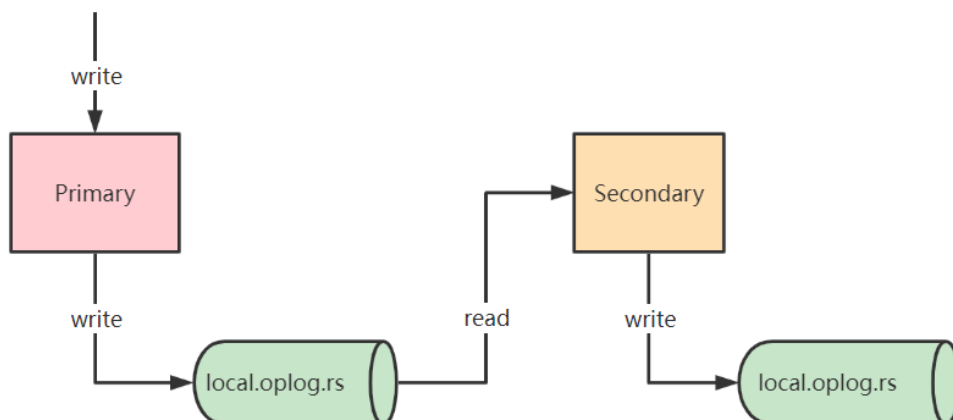 write
Primary
Secondary
write
read
write
local.oplog.rs
local.oplog.rs